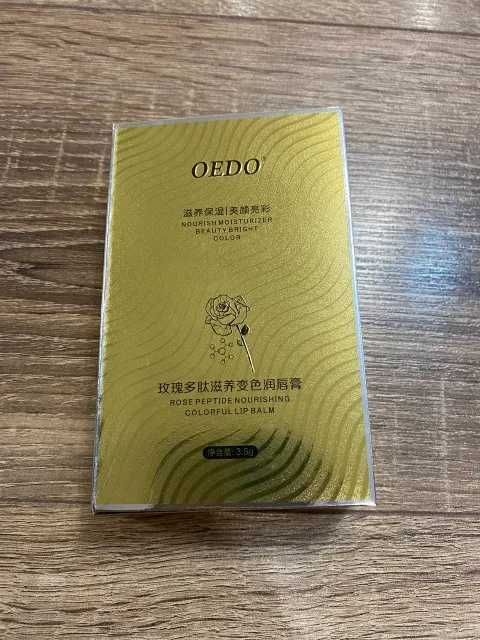 OEDO®
滋养保湿|美颜亮彩
NOURISH MOISTURIZER
BEAUTY BRIGHT
COLOR
玫瑰多肽滋养变色润唇膏
ROSE PEPTIDE NOURISHING
COLORFUL LIP BALM
净含量: 3.5g